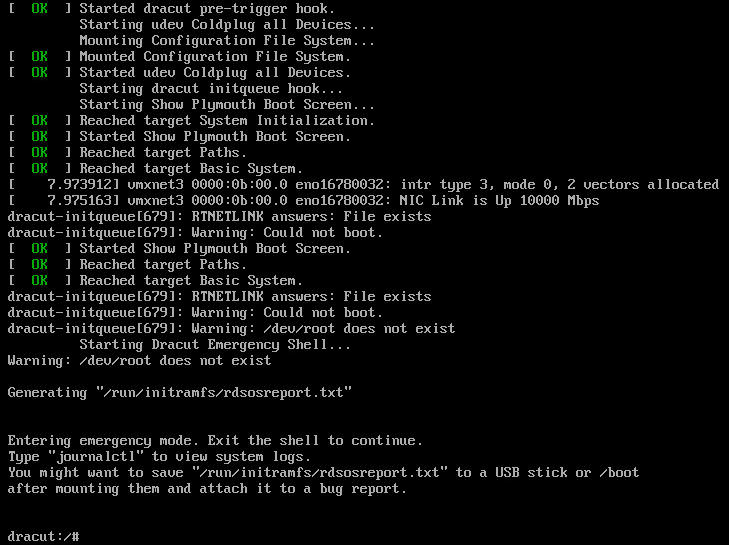 [  OK  ] Started dracut pre-trigger hook.
         Starting udev Coldplug all Devices...
         Mounting Configuration File System...
[  OK  ] Mounted Configuration File System.
[  OK  ] Started udev Coldplug all Devices.
         Starting dracut initqueue hook...
         Starting Show Plymouth Boot Screen...
[  OK  ] Reached target System Initialization.
[  OK  ] Started Show Plymouth Boot Screen.
[  OK  ] Reached target Paths.
[  OK  ] Reached target Basic System.
[    7.973912] vmxnet3 0000:0b:00.0 eno16780032: intr type 3, mode 0, 2 vectors allocated
[    7.975163] vmxnet3 0000:0b:00.0 eno16780032: NIC Link is Up 10000 Mbps
dracut-initqueue[679]: RTNETLINK answers: File exists
dracut-initqueue[679]: Warning: Could not boot.
[  OK  ] Started Show Plymouth Boot Screen.
[  OK  ] Reached target Paths.
[  OK  ] Reached target Basic System.
dracut-initqueue[679]: RTNETLINK answers: File exists
dracut-initqueue[679]: Warning: Could not boot.
dracut-initqueue[679]: Warning: /dev/root does not exist
         Starting Dracut Emergency Shell...
Warning: /dev/root does not exist

Generating "/run/initramfs/rdsosreport.txt"


Entering emergency mode. Exit the shell to continue.
Type "journalctl" to view system logs.
You might want to save "/run/initramfs/rdsosreport.txt" to a USB stick or /boot
after mounting them and attach it to a bug report.


dracut:/#